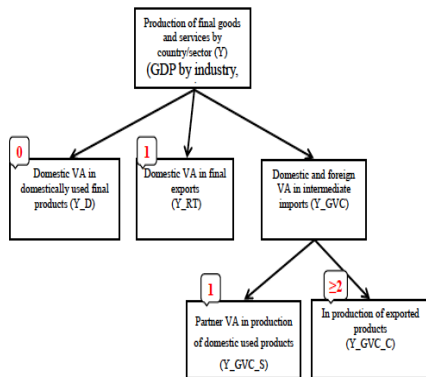 Production of final goods
and services by
country/sector (Y)
(GDP by industry,
0
Domestic VA in
domestically used final
products (Y_D)
1
Domestic VA in final
exports
(Y_RT)
Domestic and foreign
VA in intermediate
imports (Y_GVC)
1
Partner VA in production
of domestic used products
(Y_GVC_S)
≥2
In production of exported
products
(Y_GVC_C)